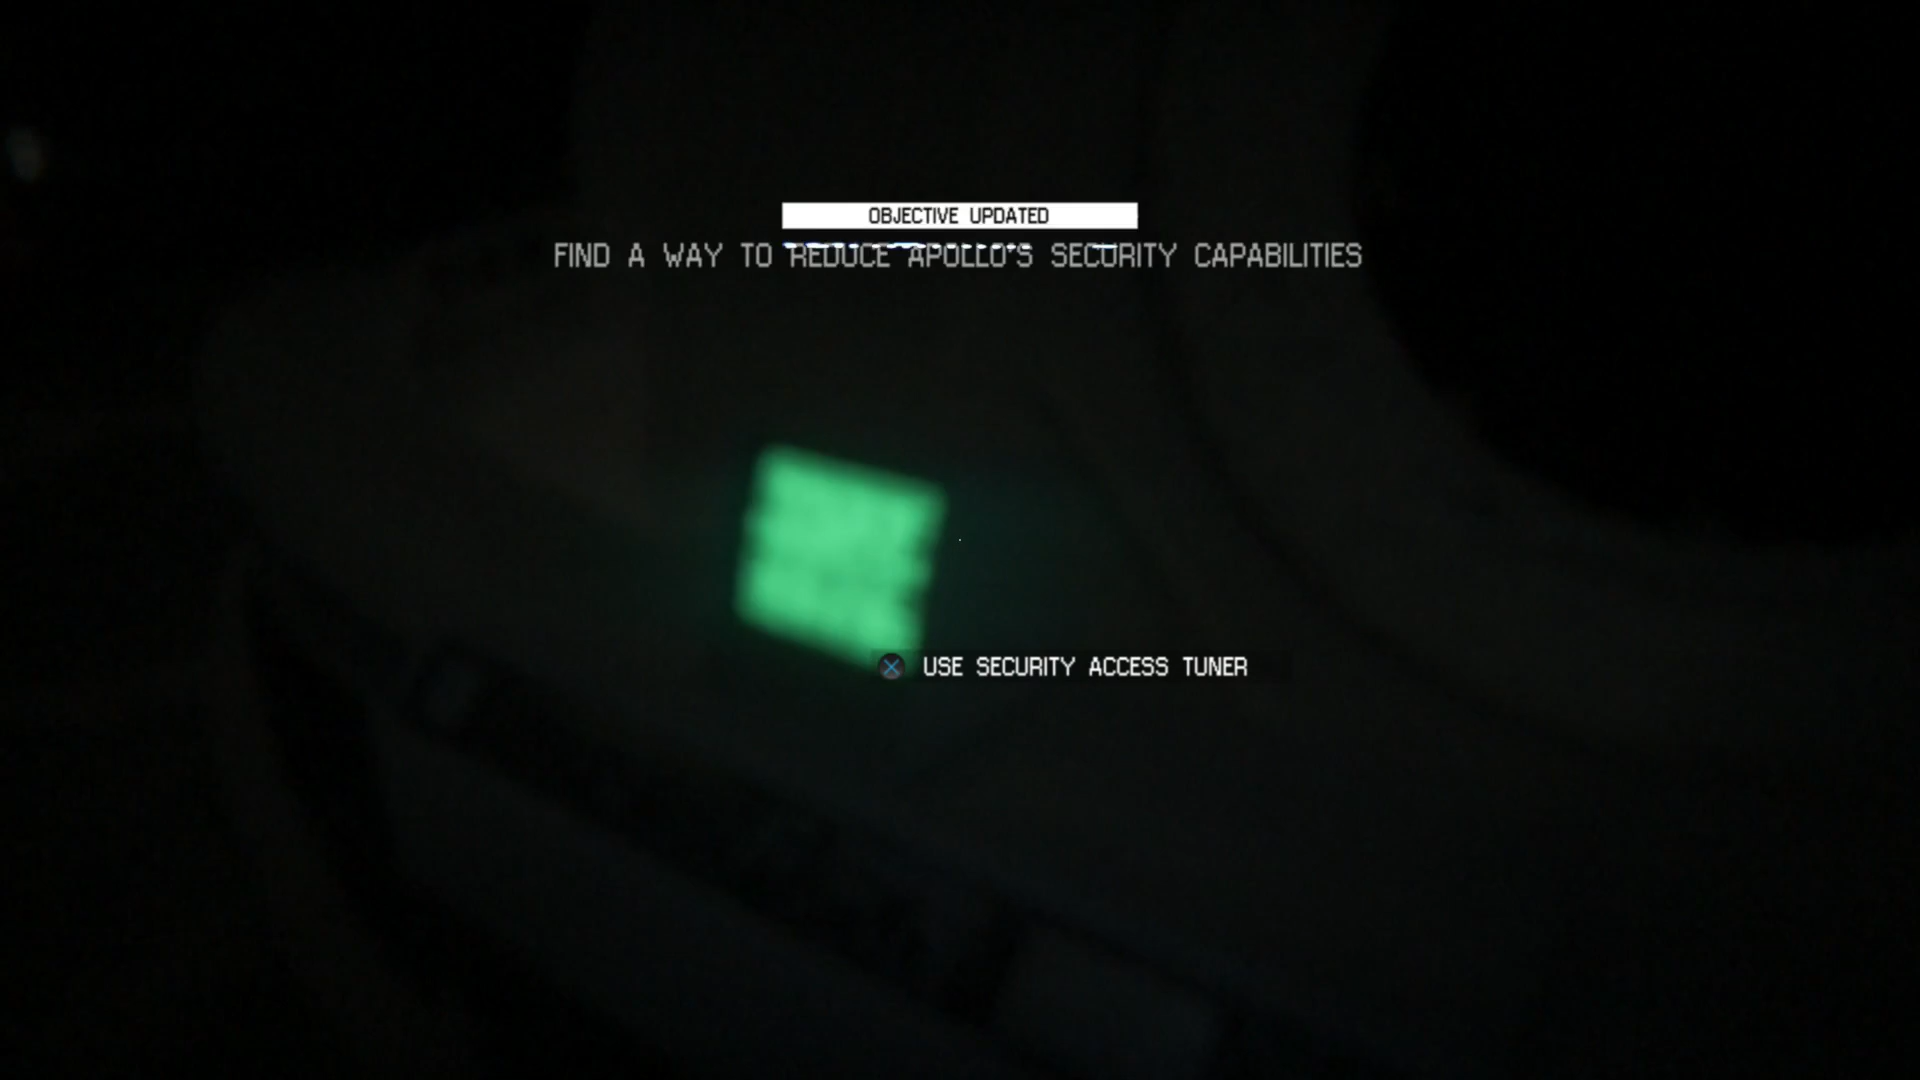 OBJECTIVE UPDATED
FIND A WAY TO REDUCE APOLLO'S SECURITY CAPABILITIES
USE SECURITY ACCESS TUNER